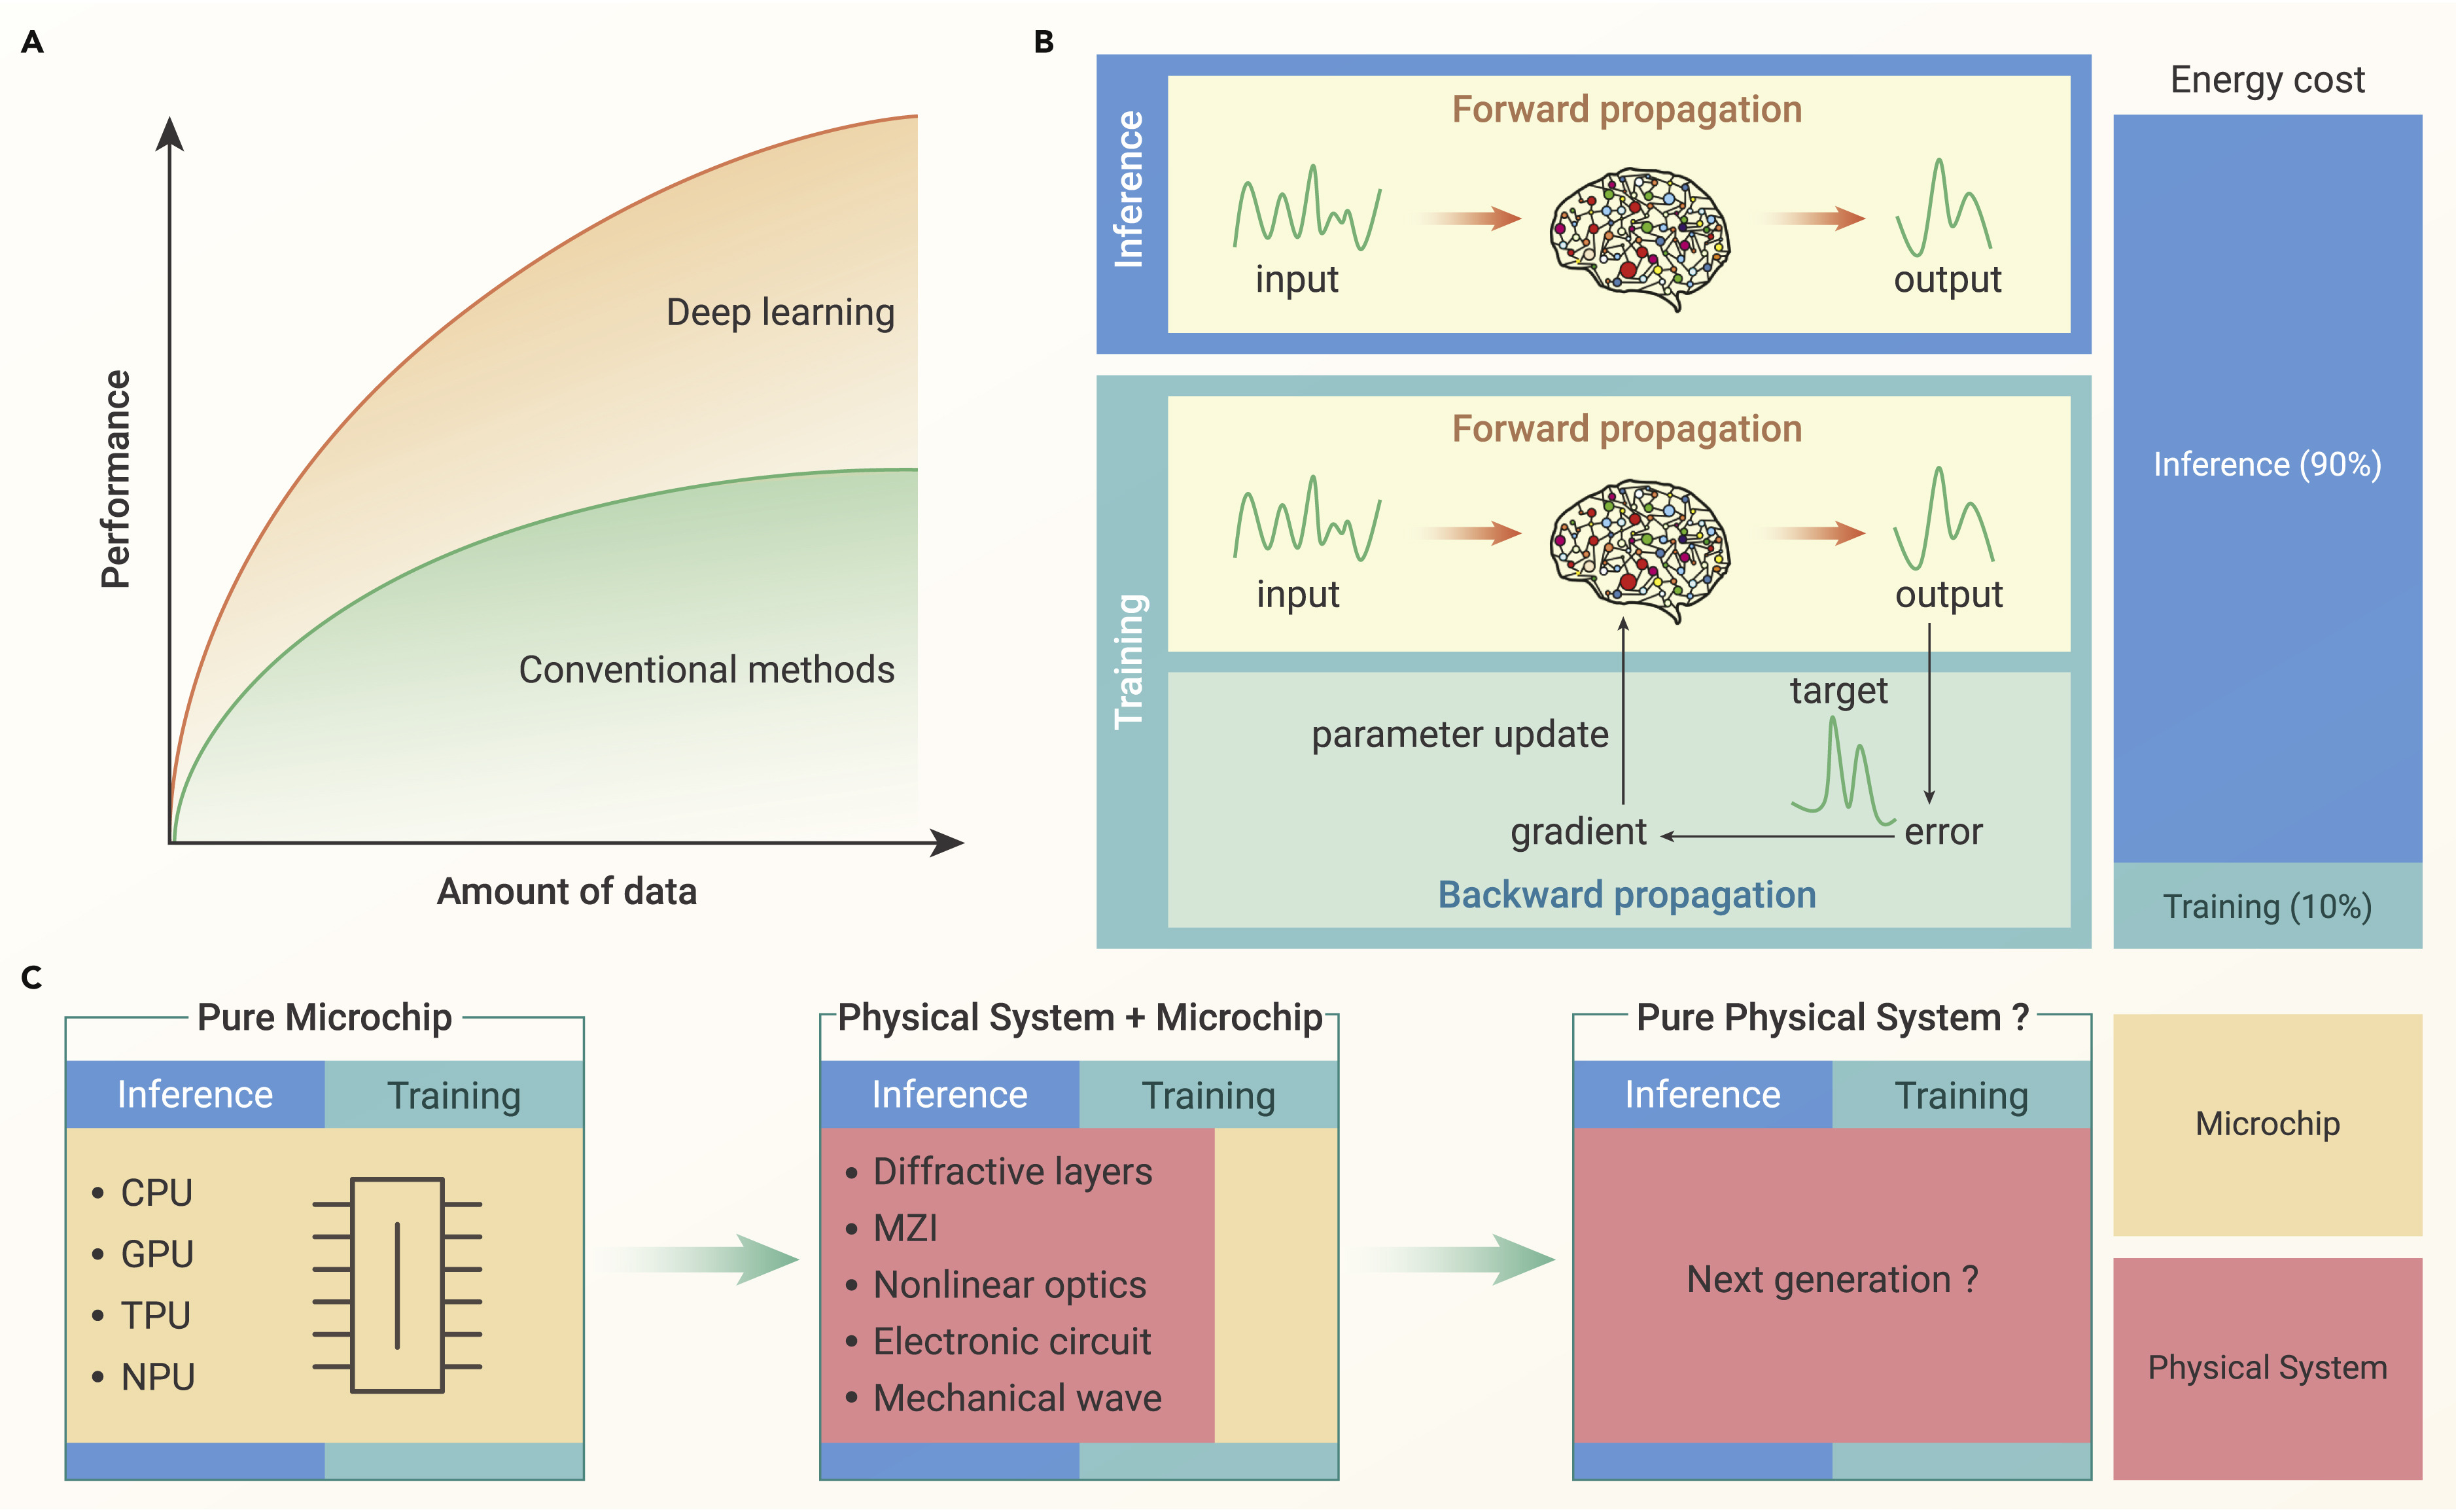 A
Performance
Deep learning
Conventional methods
Amount of data
B
Inference
Forward propagation
input
output
Training
Forward propagation
input
output
target
parameter update
gradient
error
Backward propagation
Energy cost
Inference (90%)
Training (10%)
C
Pure Microchip
Inference
Training
• CPU
• GPU
• TPU
• NPU
Physical System + Microchip
Inference
Training
• Diffractive layers
• MZI
• Nonlinear optics
• Electronic circuit
• Mechanical wave
Pure Physical System ?
Inference
Training
Next generation ?
Microchip
Physical System